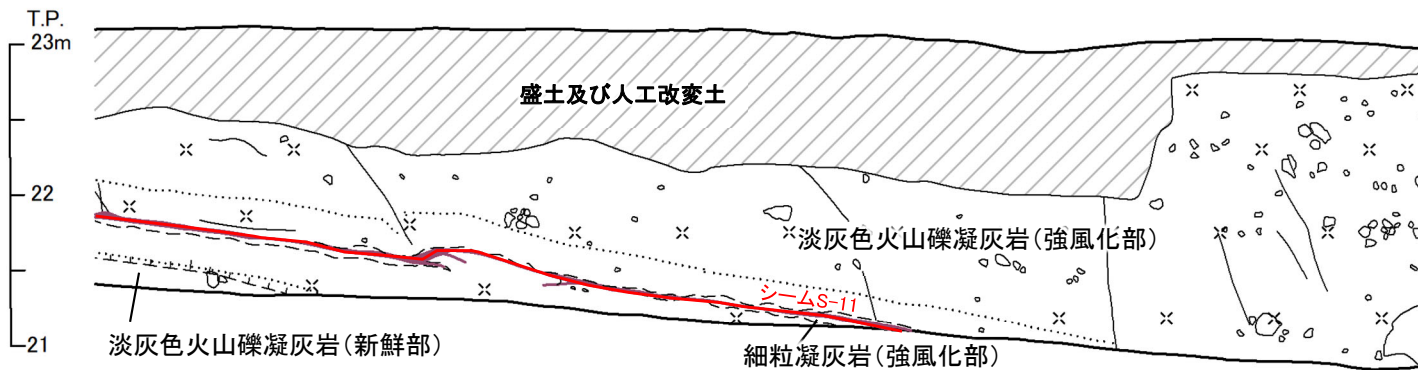 T.P.
23m
盛土及び人工改変土
22
淡灰色火山礫凝灰岩（強風化部）
シームS-11
21
淡灰色火山礫凝灰岩（新鮮部）
細粒凝灰岩（強風化部）